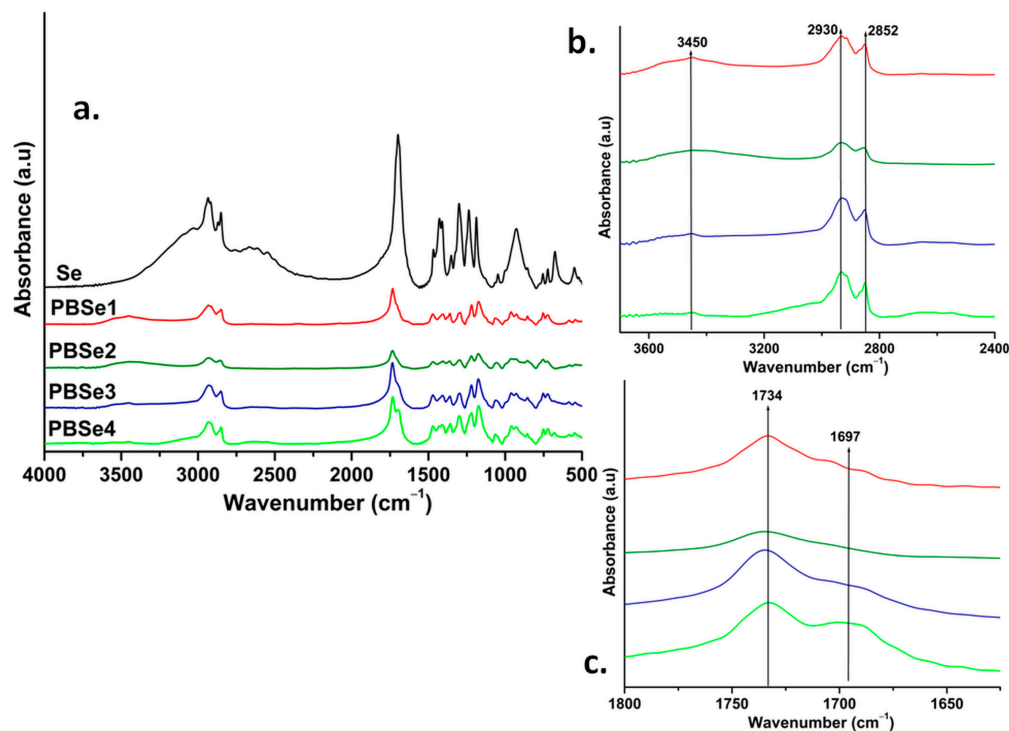 a.
Absorbance (a.u)
Se
PBSe1
PBSe2
PBSe3
PBSe4
4000 3500 3000 2500 2000 1500 1000 500
Wavenumber (cm⁻¹)
b.
3450 2930 2852
Absorbance (a.u)
3600 3200 2800 2400
Wavenumber (cm⁻¹)
1734
1697
Absorbance (a.u)
c.
1800 1750 1700 1650
Wavenumber (cm⁻¹)